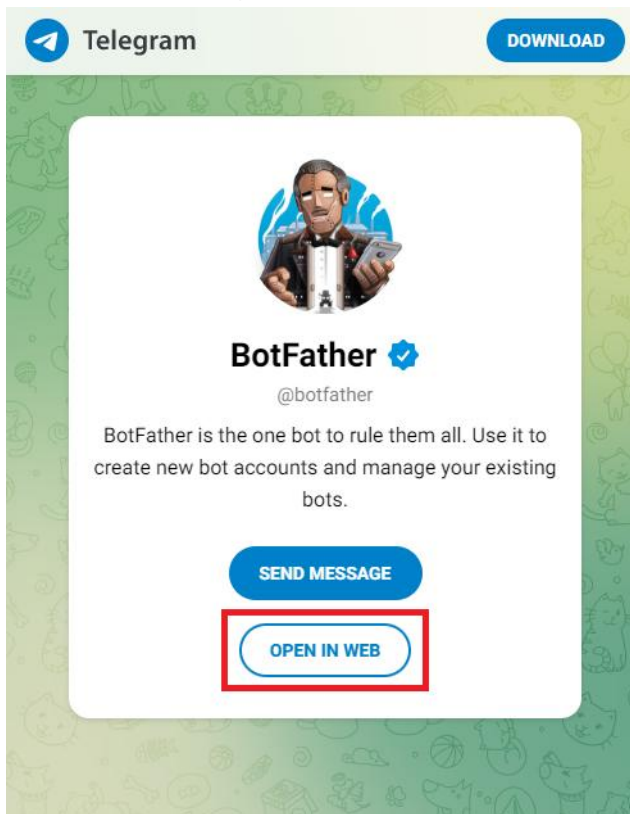 Telegram
DOWNLOAD
BotFather
@botfather
BotFather is the one bot to rule them all. Use it to
create new bot accounts and manage your existing
bots.
SEND MESSAGE
OPEN IN WEB